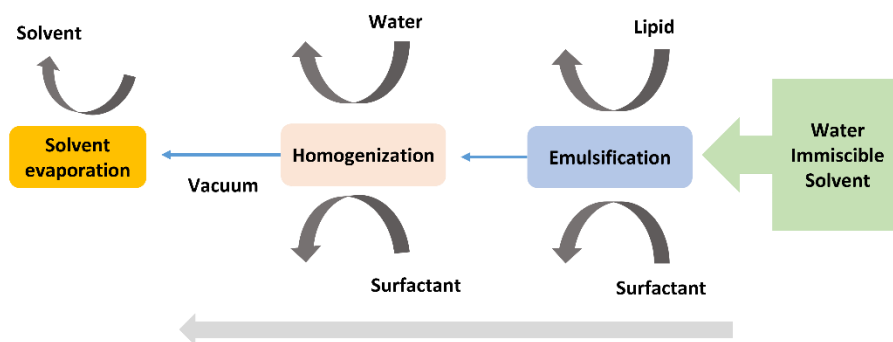 Solvent
Water
Lipid
Solvent
evaporation
Vacuum
Homogenization
Emulsification
Water
Immiscible
Solvent
Surfactant
Surfactant